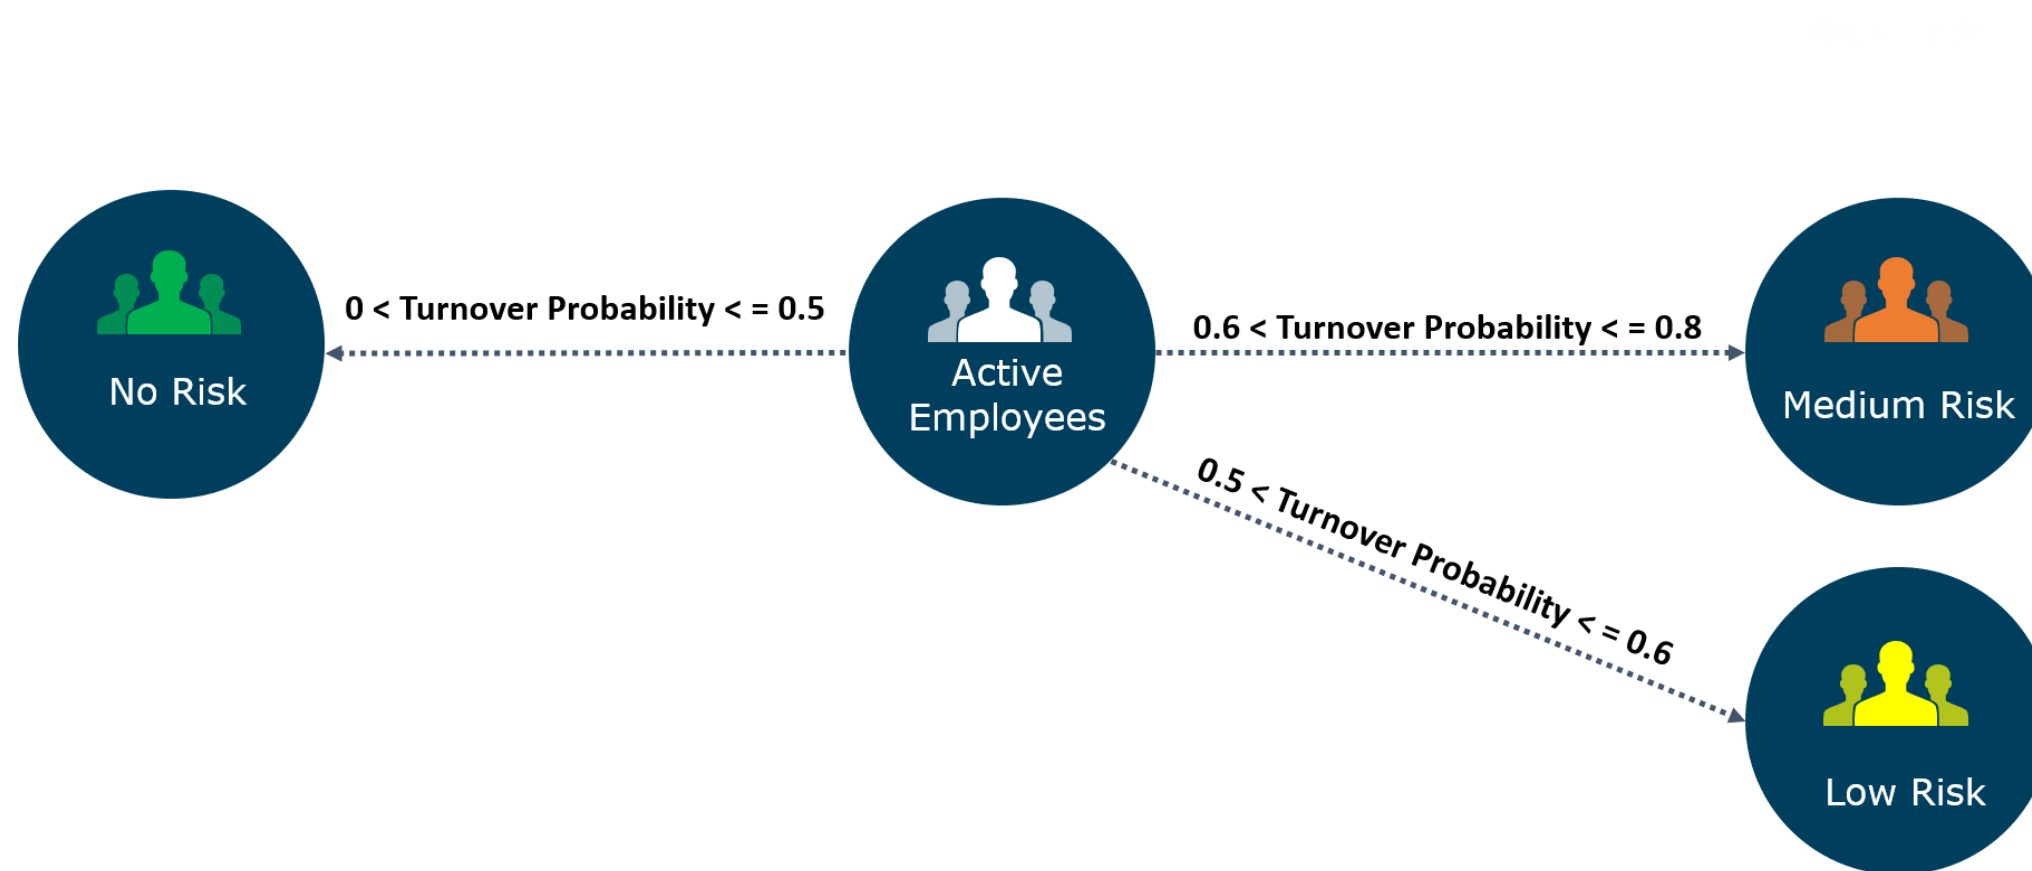 0 < Turnover Probability < = 0.5
No Risk
Active
Employees
0.6 < Turnover Probability < = 0.8
Medium Risk
0.5 < Turnover Probability < = 0.6
Low Risk